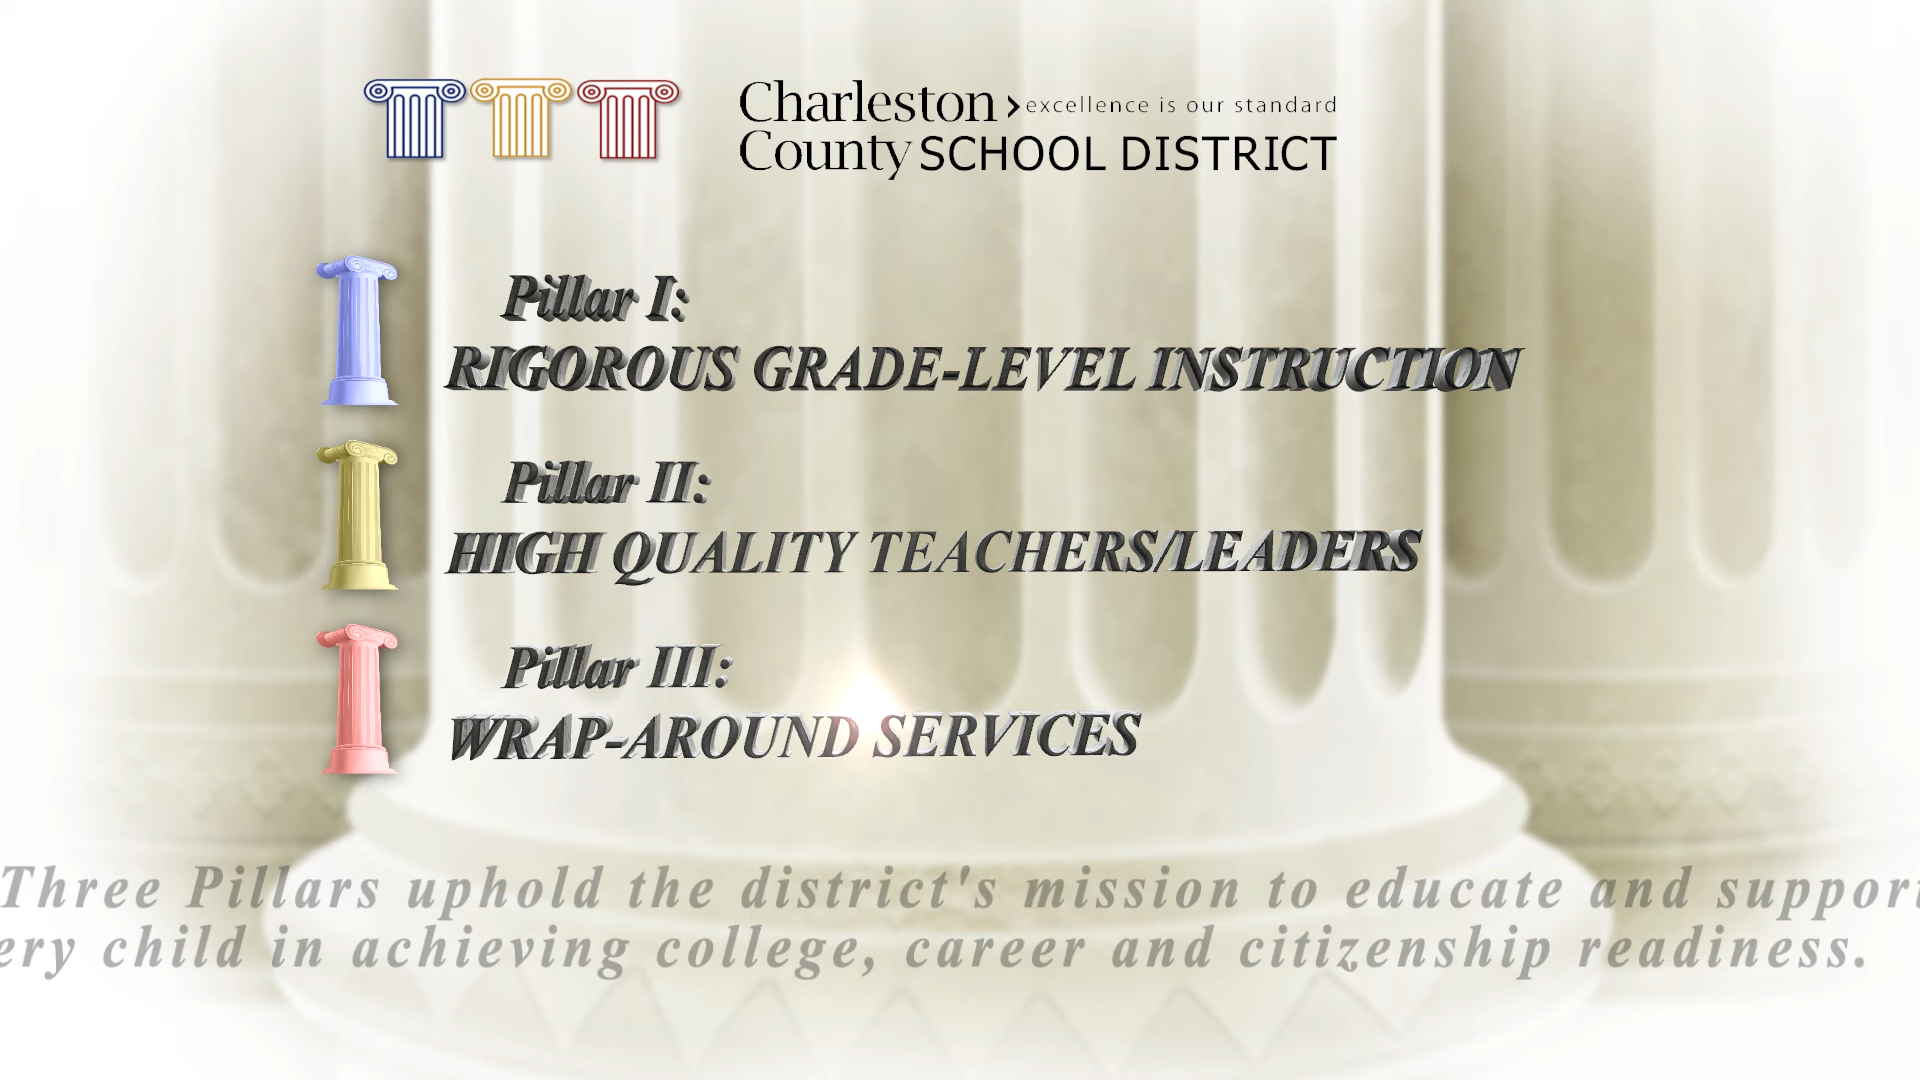 Charleston > excellence is our standard
County SCHOOL DISTRICT
Pillar I:
RIGOROUS GRADE-LEVEL INSTRUCTION
Pillar II:
HIGH QUALITY TEACHERS/LEADERS
Pillar III:
WRAP-AROUND SERVICES
Three Pillars uphold the district's mission to educate and suppor
ery child in achieving college, career and citizenship readiness.